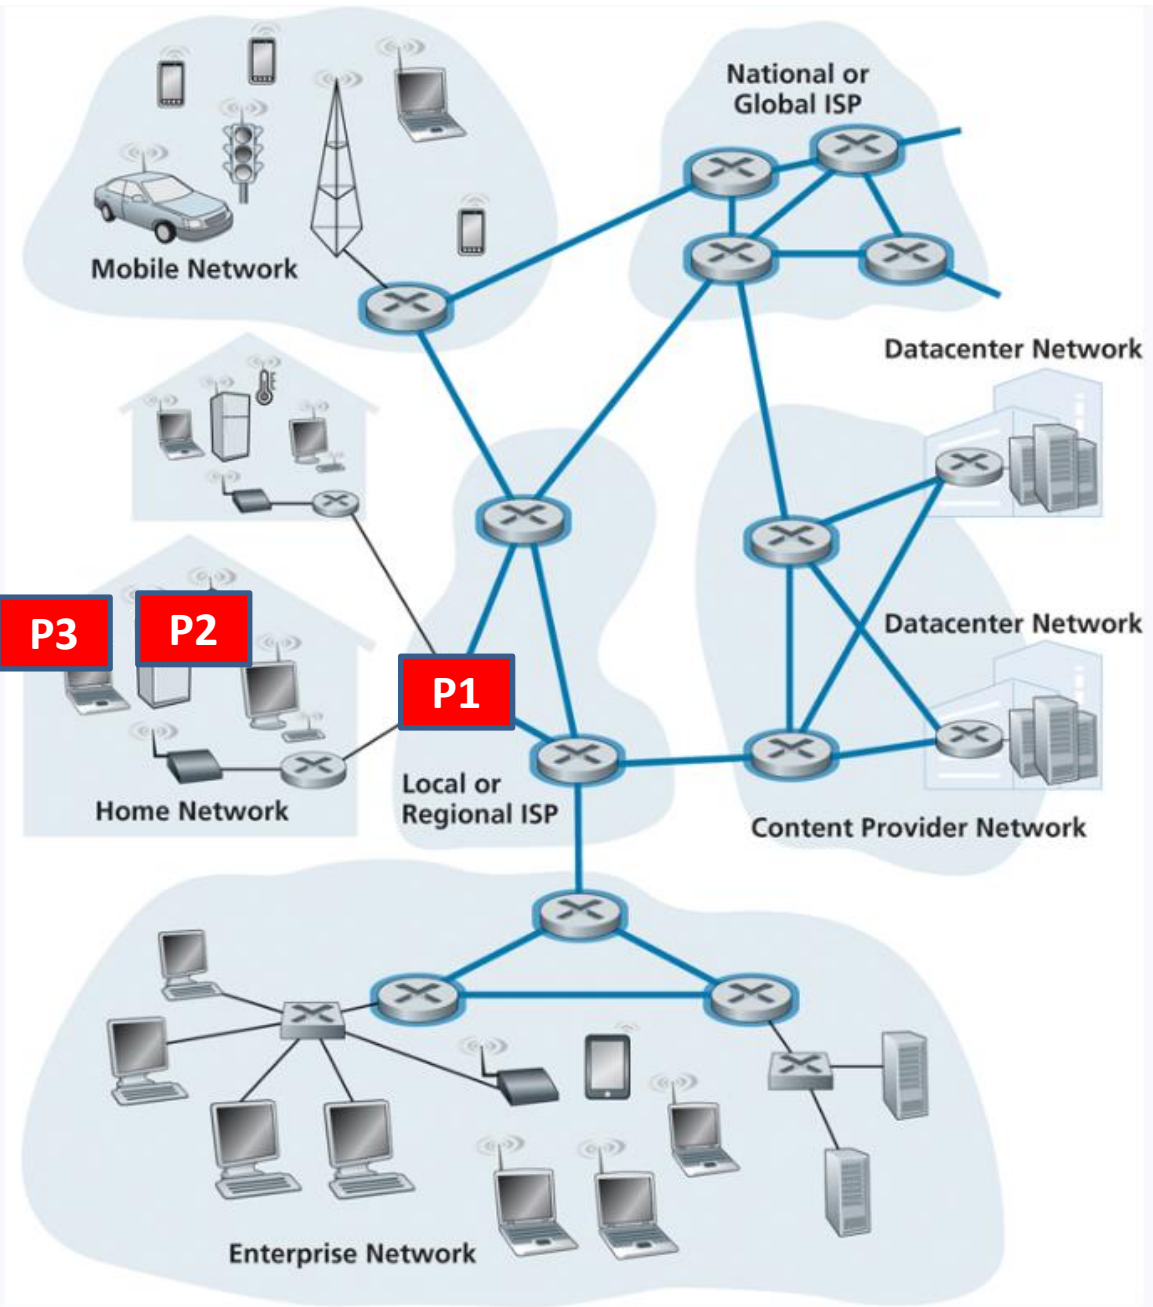 National or
Global ISP
Mobile Network
Datacenter Network
P3
P2
Datacenter Network
P1
Local or
Regional ISP
Home Network
Content Provider Network
Enterprise Network